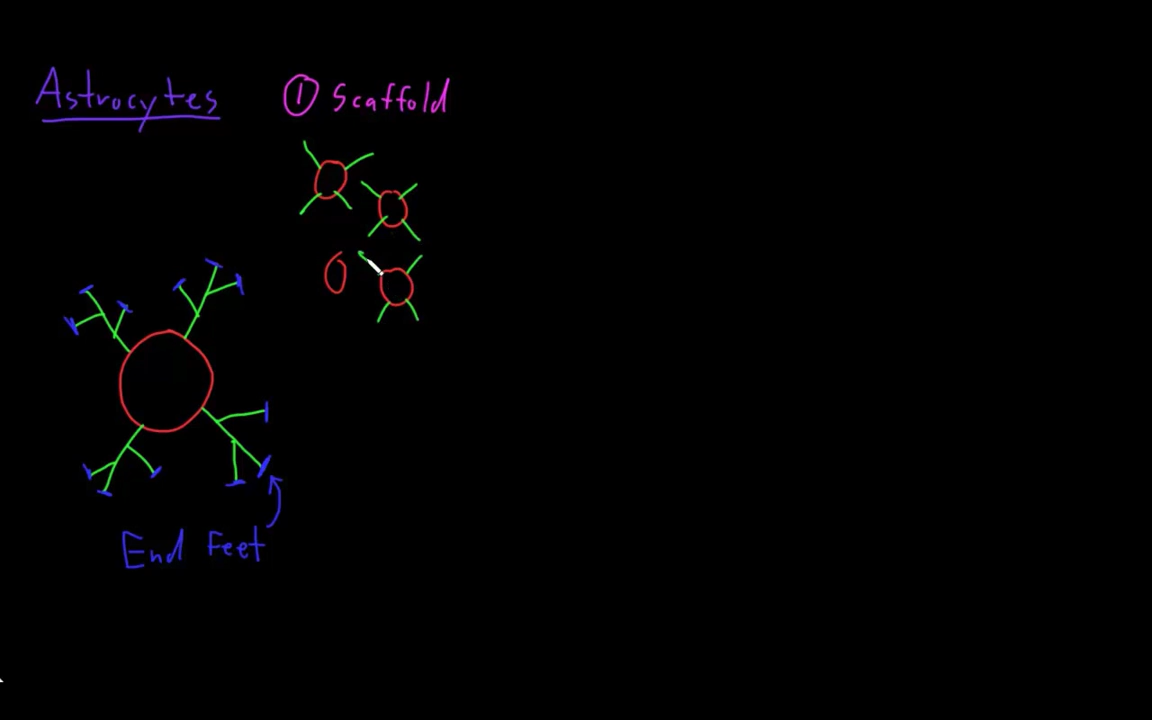 Astrocytes
① Scaffold
End Feet